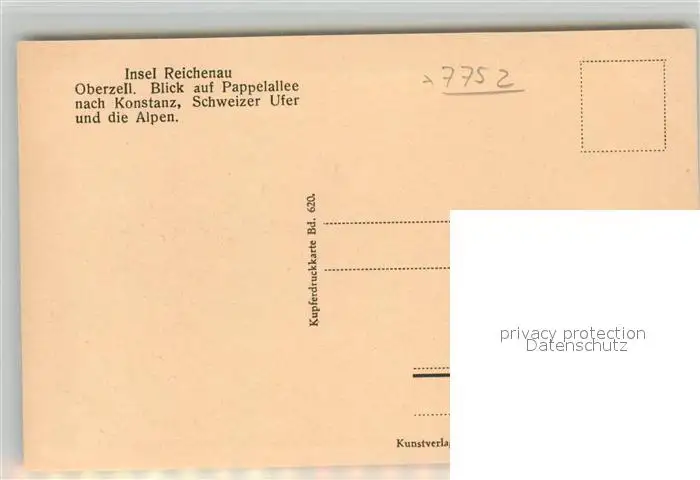 Insel Reichenau
Oberzell. Blick auf Pappelallee
nach Konstanz, Schweizer Ufer
und die Alpen.
7752
Kupferdruckkarte Bd. 620.
privacy protection
Datenschutz